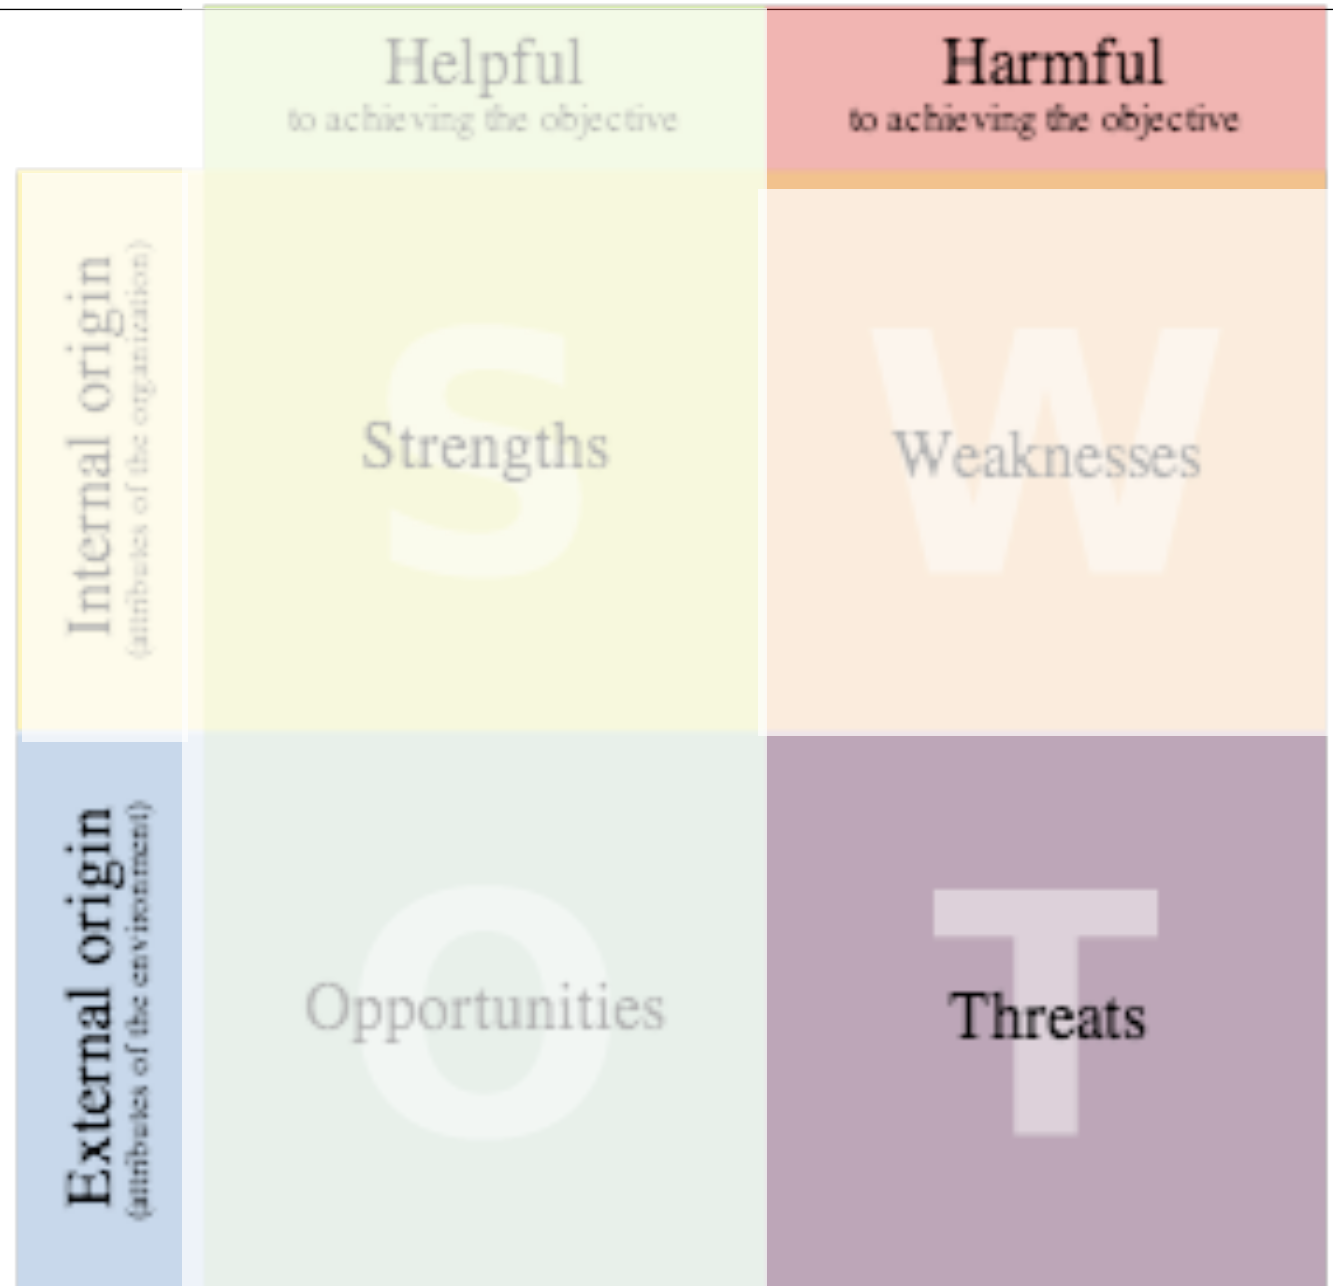 Helpful
to achieving the objective
Harmful
to achieving the objective
Internal origin
(attributes of the organization)
S
Strengths
W
Weaknesses
External origin
(attributes of the environment)
O
Opportunities
T
Threats